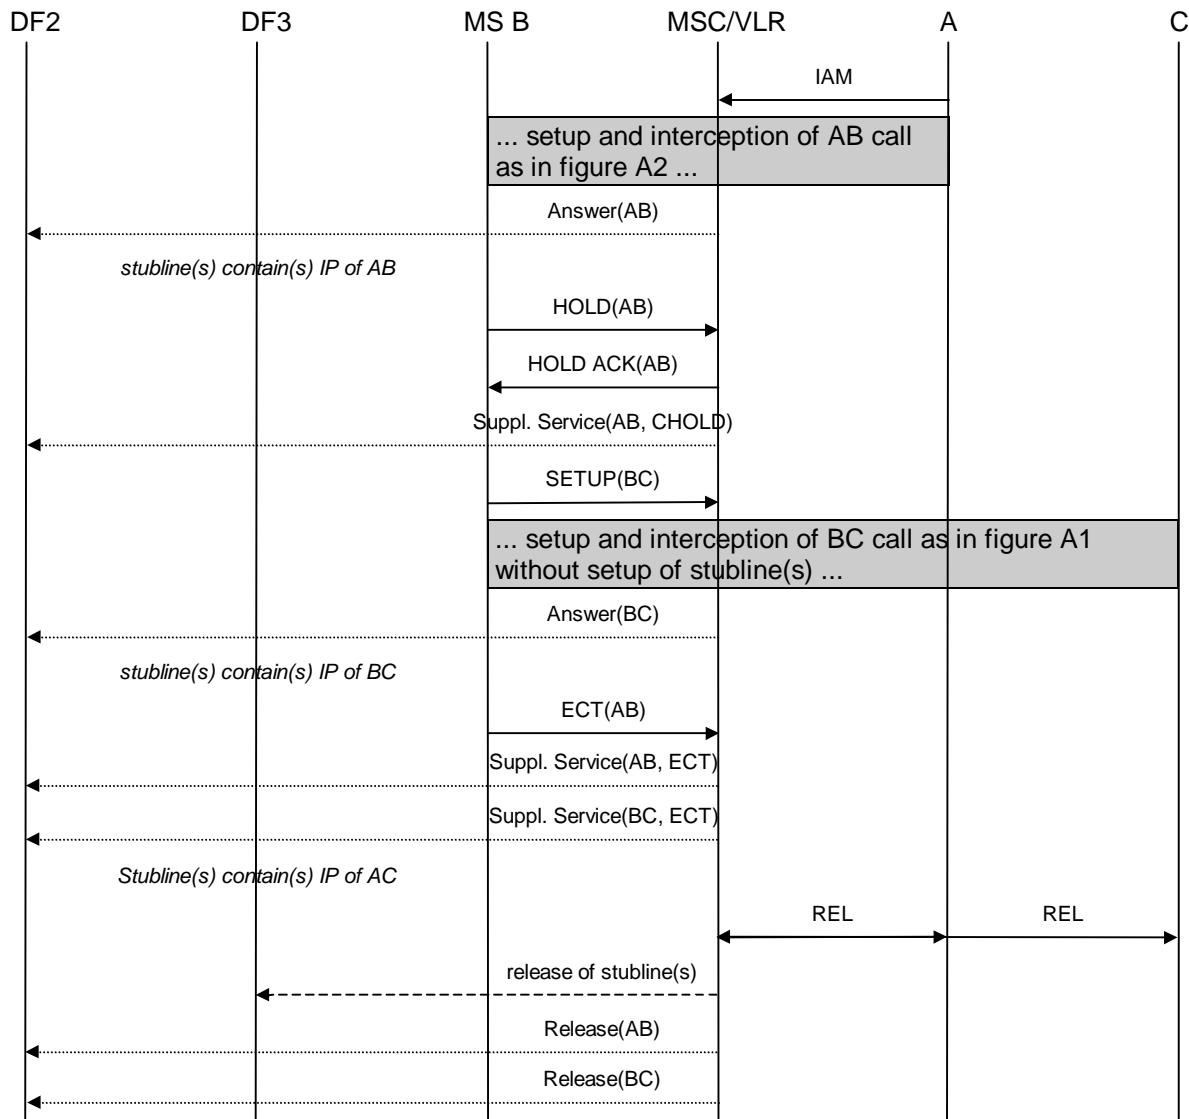 DF2 DF3 MS B MSC/VLR A C
IAM
... setup and interception of AB call
as in figure A2 ...
Answer(AB)
stubline(s) contain(s) IP of AB
HOLD(AB)
HOLD ACK(AB)
Suppl. Service(AB, CHOLD)
SETUP(BC)
... setup and interception of BC call as in figure A1
without setup of stubline(s) ...
Answer(BC)
stubline(s) contain(s) IP of BC
ECT(AB)
Suppl. Service(AB, ECT)
Suppl. Service(BC, ECT)
Stubline(s) contain(s) IP of AC
REL REL
release of stubline(s)
Release(AB)
Release(BC)